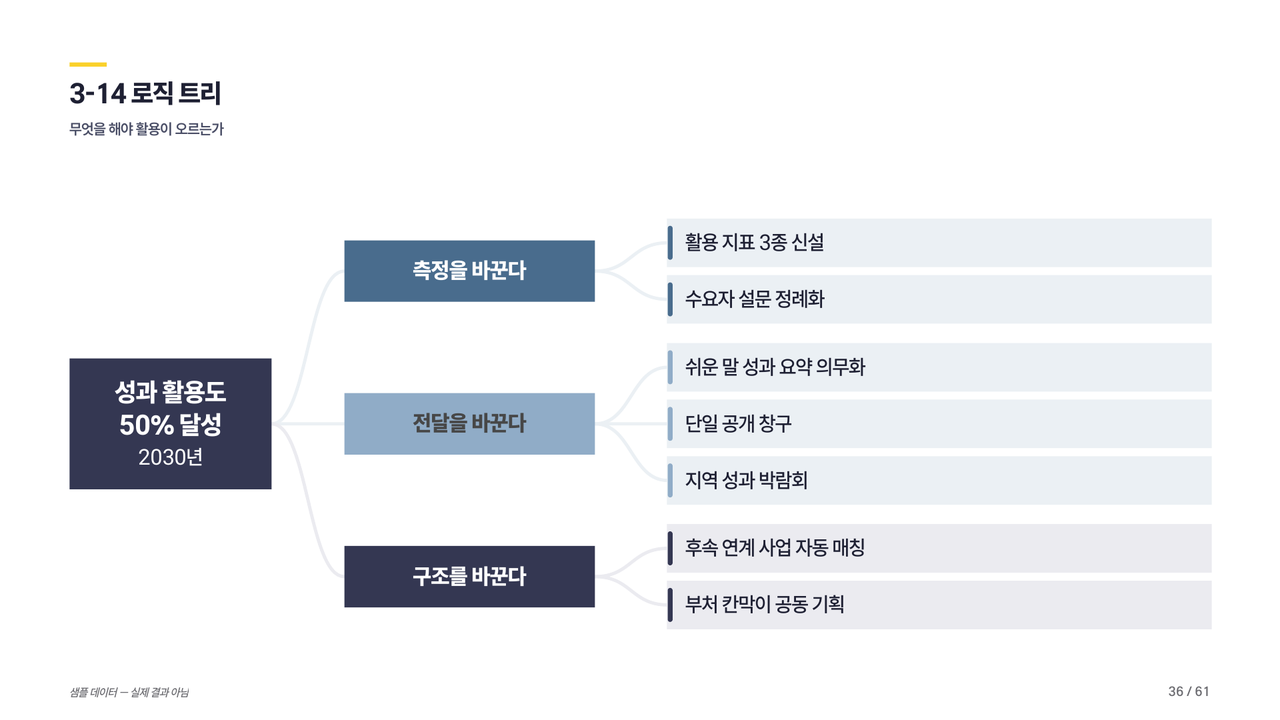 3-14 로직 트리
무엇을 해야 활용이 오르는가
성과 활용도
50% 달성
2030년
측정을 바꾼다
활용 지표 3종 신설
수요자 설문 정례화
전달을 바꾼다
쉬운 말 성과 요약 의무화
단일 공개 창구
지역 성과 박람회
구조를 바꾼다
후속 연계 사업 자동 매칭
부처 칸막이 공동 기획
샘플 데이터 — 실제 결과 아님
36 / 61